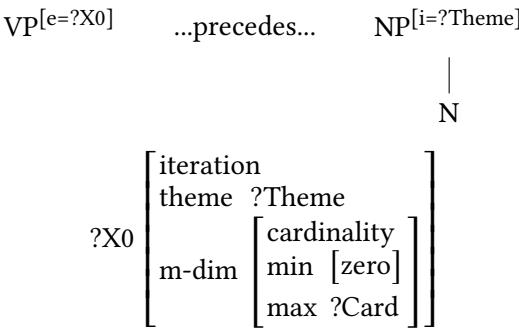 VP[e=?X0] ...precedes... NP[i=?Theme]
N
?X0 [iteration
theme ?Theme
m-dim [cardinality
min [zero]
max ?Card]]